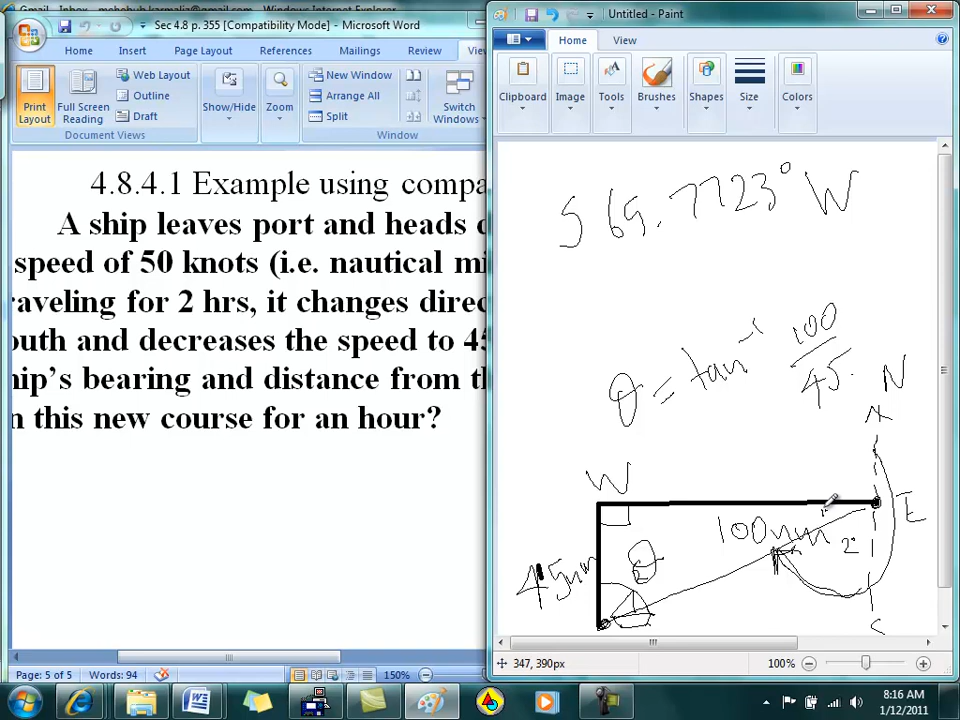 Sec 4.8 p. 355 [Compatibility Mode] - Microsoft Word
Home Insert Page Layout References Mailings Review
Print Layout
Full Screen Reading
Web Layout
Outline
Draft
Document Views
Show/Hide
Zoom
New Window
Arrange All
Split
Switch Windows
Window
4.8.4.1 Example using compa
A ship leaves port and heads d
speed of 50 knots (i.e. nautical mi
raveling for 2 hrs, it changes direc
outh and decreases the speed to 45
hip's bearing and distance from th
n this new course for an hour?
Page: 5 of 5 Words: 94 150%
Untitled - Paint
Home View
Clipboard Image Tools Brushes Shapes Size Colors
S 65.7723° W
θ = tan⁻¹ 100/45
N
W
E
100nm
2
45nm
θ
S
347, 390px 100%
8:16 AM
1/12/2011